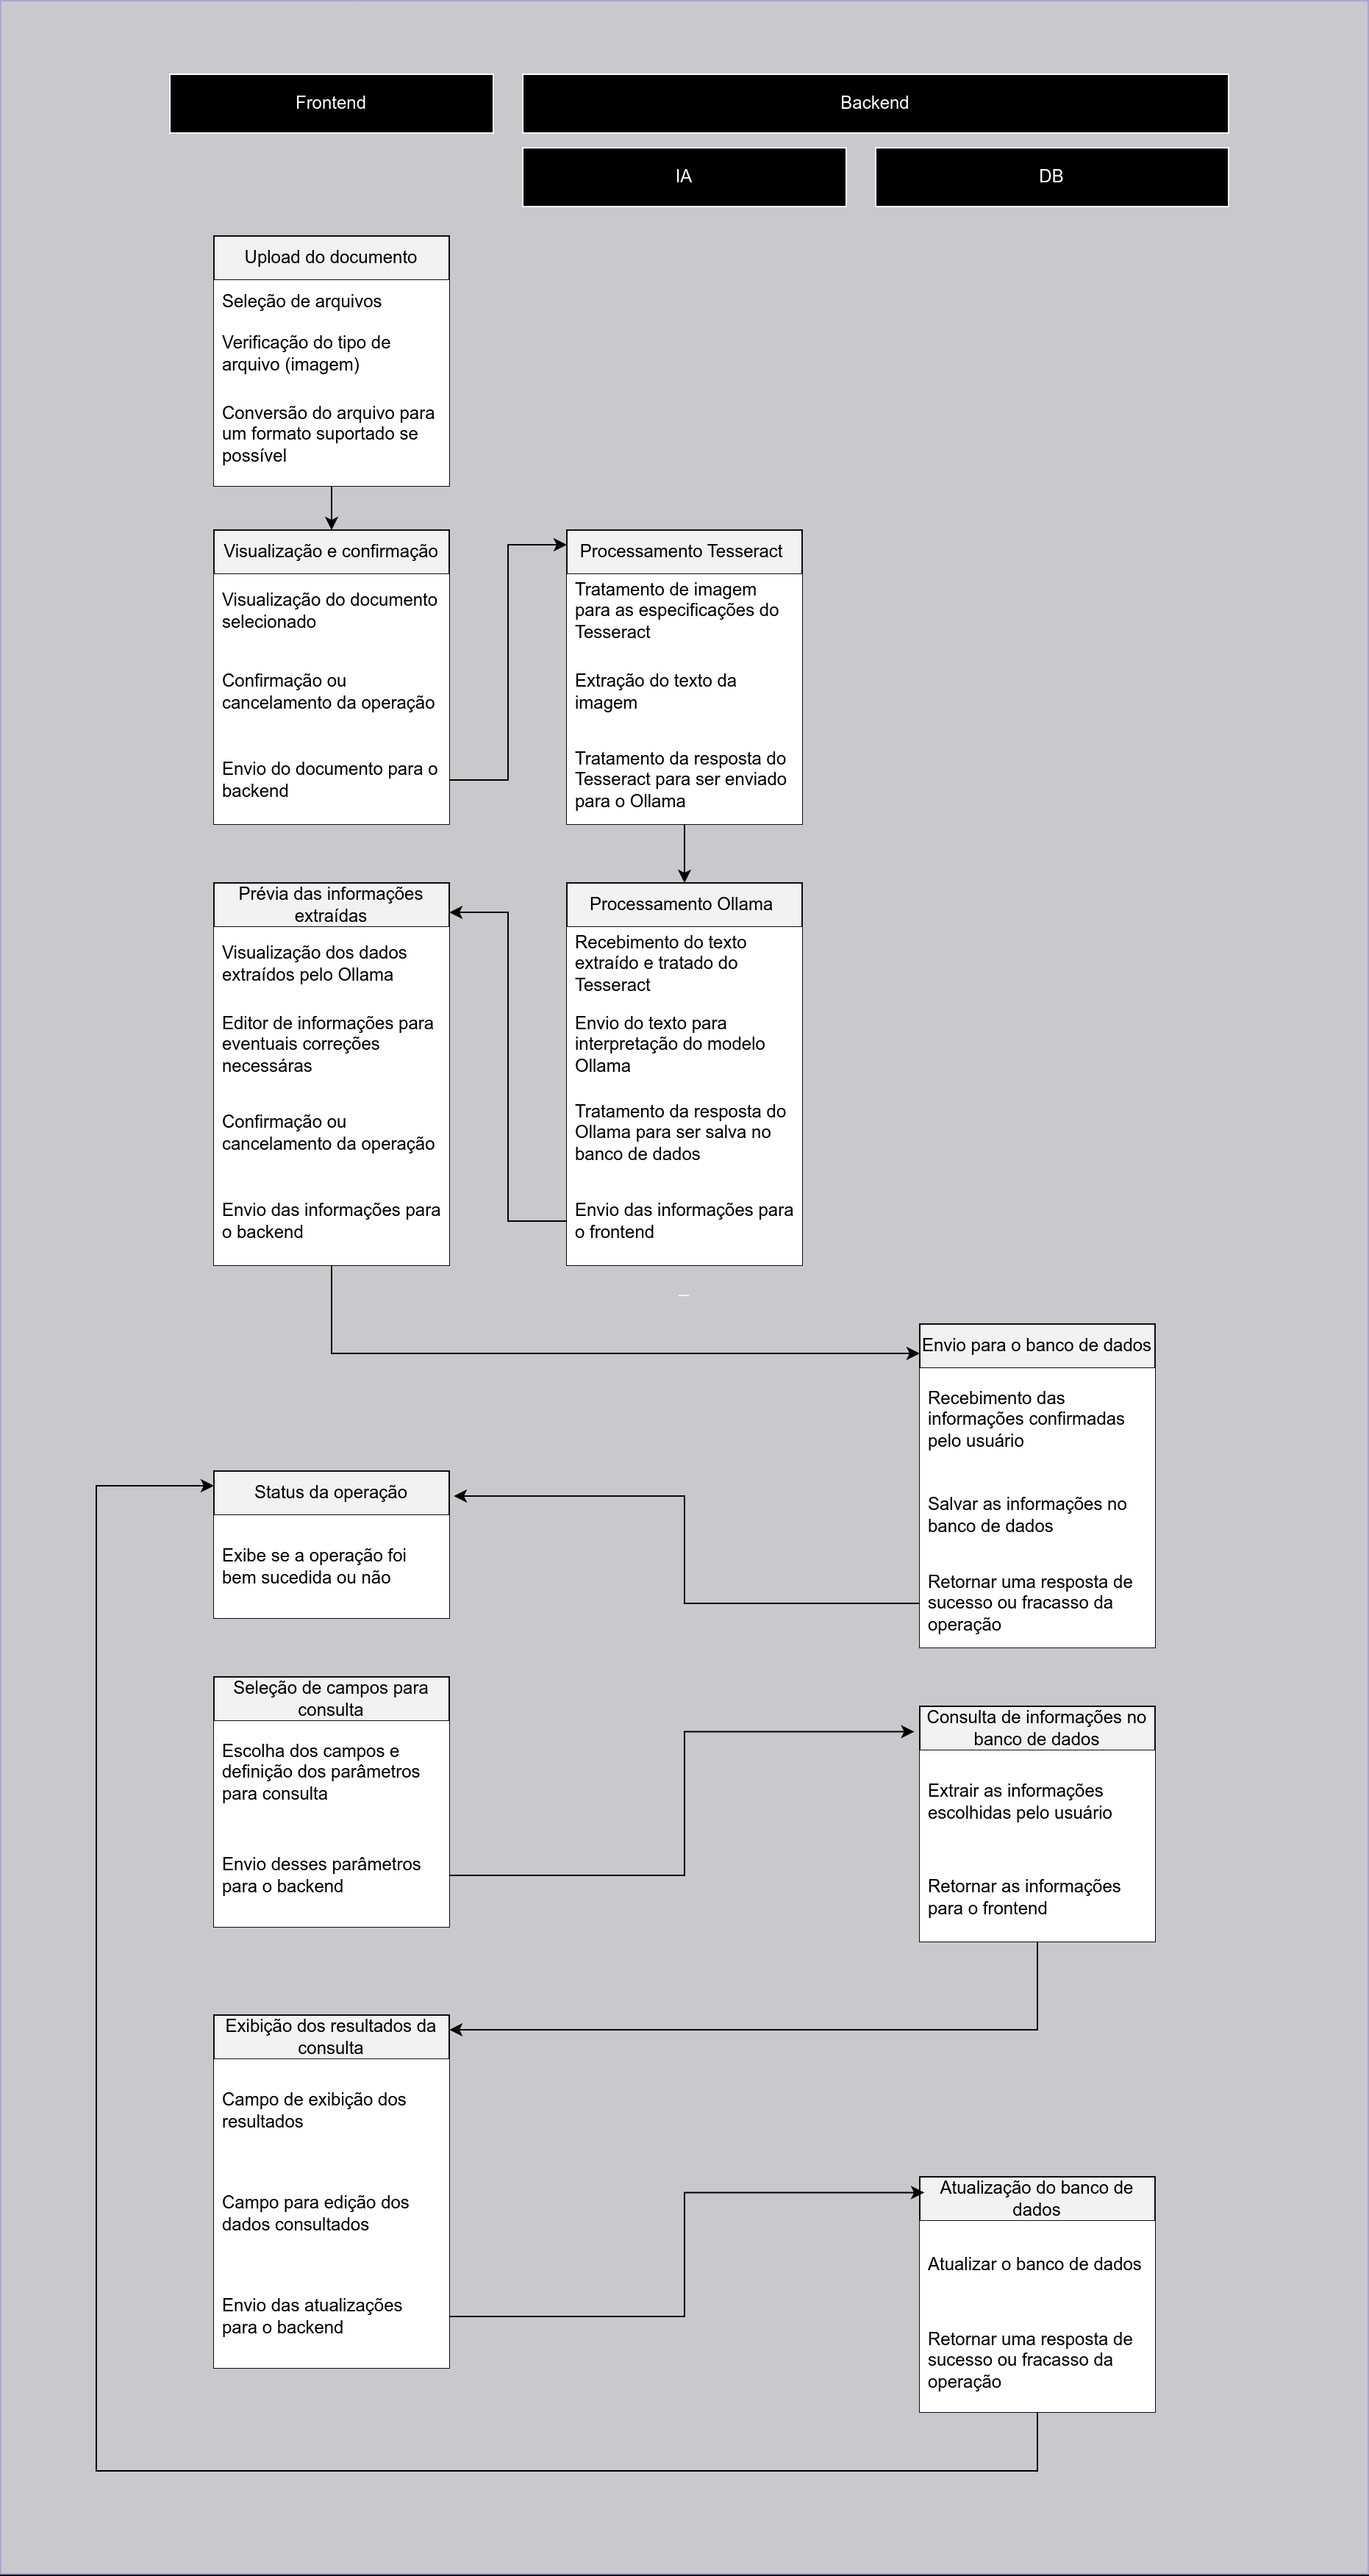 Frontend
Backend
IA
DB
Upload do documento
Seleção de arquivos
Verificação do tipo de
arquivo (imagem)
Conversão do arquivo para
um formato suportado se
possível
Visualização e confirmação
Visualização do documento
selecionado
Confirmação ou
cancelamento da operação
Envio do documento para o
backend
Processamento Tesseract
Tratamento de imagem
para as especificações do
Tesseract
Extração do texto da
imagem
Tratamento da resposta do
Tesseract para ser enviado
para o Ollama
Prévia das informações
extraídas
Visualização dos dados
extraídos pelo Ollama
Editor de informações para
eventuais correções
necessáras
Confirmação ou
cancelamento da operação
Envio das informações para
o backend
Processamento Ollama
Recebimento do texto
extraído e tratado do
Tesseract
Envio do texto para
interpretação do modelo
Ollama
Tratamento da resposta do
Ollama para ser salva no
banco de dados
Envio das informações para
o frontend
Envio para o banco de dados
Recebimento das
informações confirmadas
pelo usuário
Salvar as informações no
banco de dados
Retornar uma resposta de
sucesso ou fracasso da
operação
Status da operação
Exibe se a operação foi
bem sucedida ou não
Seleção de campos para
consulta
Escolha dos campos e
definição dos parâmetros
para consulta
Envio desses parâmetros
para o backend
Consulta de informações no
banco de dados
Extrair as informações
escolhidas pelo usuário
Retornar as informações
para o frontend
Exibição dos resultados da
consulta
Campo de exibição dos
resultados
Campo para edição dos
dados consultados
Envio das atualizações
para o backend
Atualização do banco de
dados
Atualizar o banco de dados
Retornar uma resposta de
sucesso ou fracasso da
operação